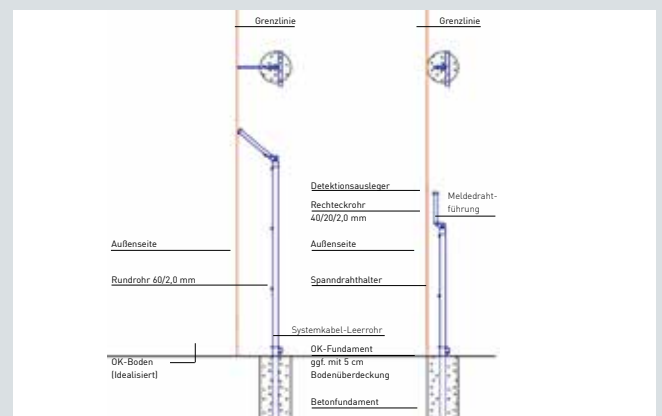 Grenzlinie
Grenzlinie
Detektionsausleger
Rechteckrohr
40/20/2,0 mm
Meldedraht-
führung
Außenseite
Außenseite
Rundrohr 60/2,0 mm
Spanndrahthalter
Systemkabel-Leerrohr
OK-Boden
(Idealisiert)
OK-Fundament
ggf. mit 5 cm
Bodenüberdeckung
Betonfundament